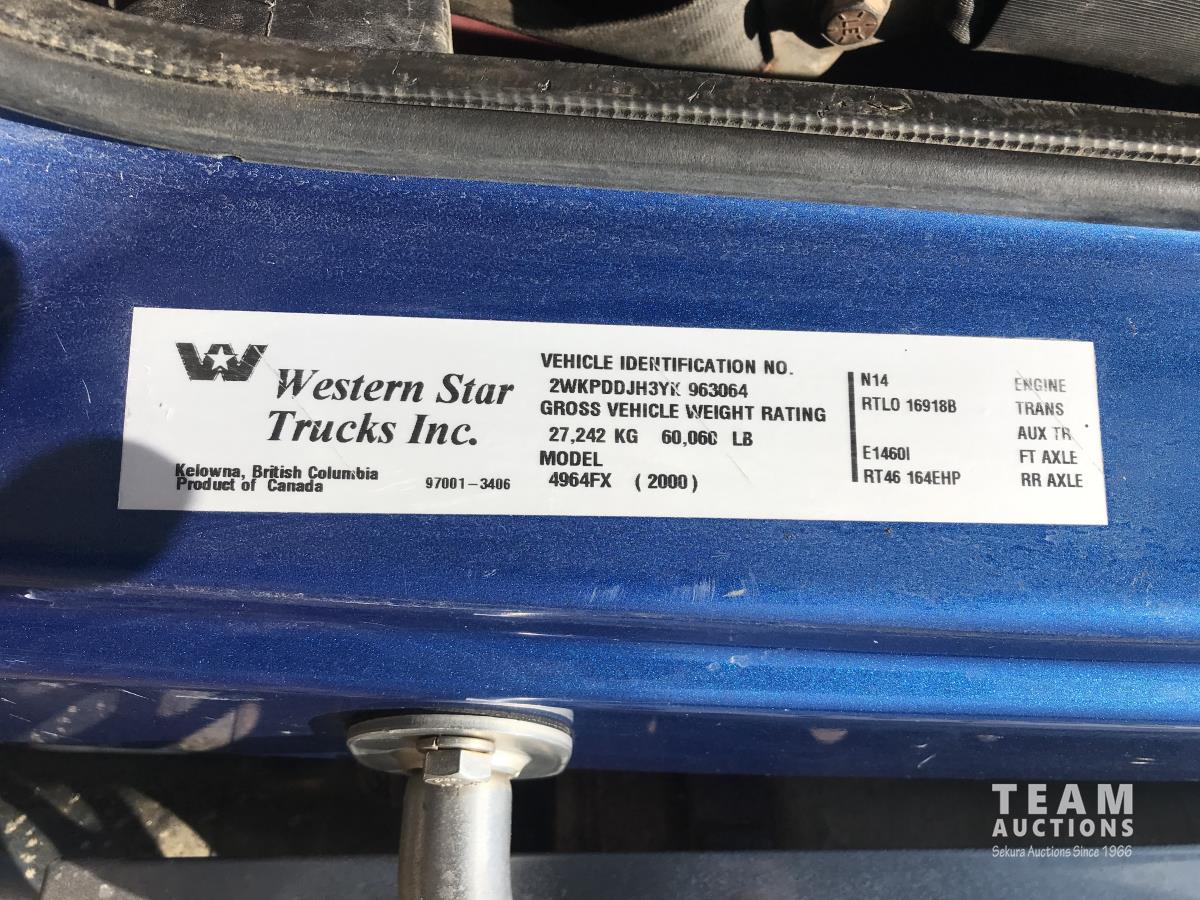 Western Star
Trucks Inc.
Kelowna, British Columbia
Product of Canada
97001-3406
VEHICLE IDENTIFICATION NO.
2WKPDDJH3YK 963064
GROSS VEHICLE WEIGHT RATING
27,242 KG 60,060 LB
MODEL
4964FX (2000)
N14 ENGINE
RTLO 16918B TRANS
AUX TR
E1460I FT AXLE
RT46 164EHP RR AXLE
TEAM
AUCTIONS
Sekura Auctions Since 1966